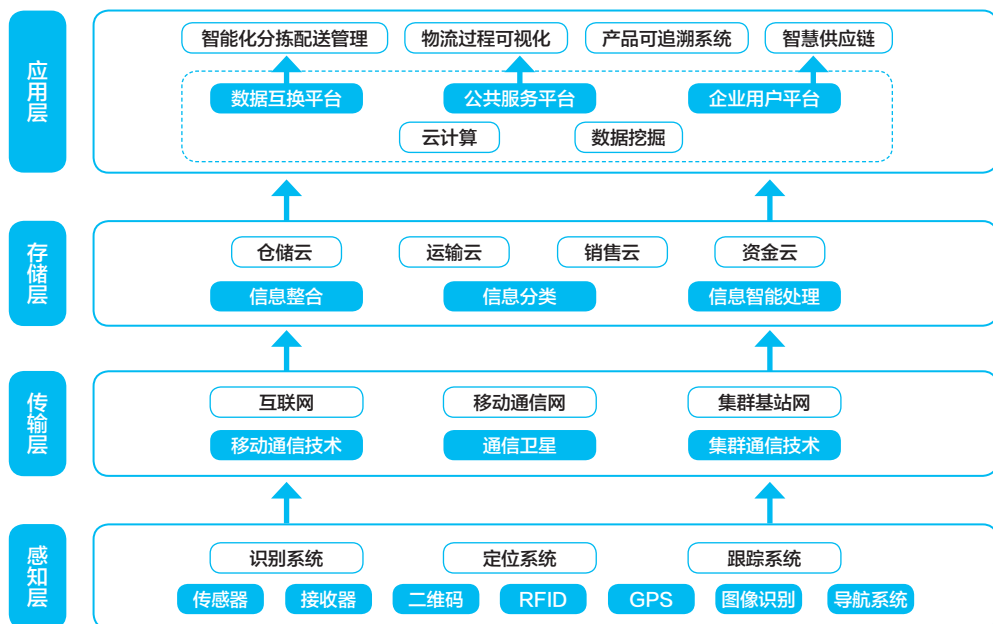 应用层
智能化分拣配送管理
物流过程可视化
产品可追溯系统
智慧供应链
数据互换平台
公共服务平台
企业用户平台
云计算
数据挖掘
存储层
仓储云
运输云
销售云
资金云
信息整合
信息分类
信息智能处理
传输层
互联网
移动通信网
集群基站网
移动通信技术
通信卫星
集群通信技术
感知层
识别系统
定位系统
跟踪系统
传感器
接收器
二维码
RFID
GPS
图像识别
导航系统